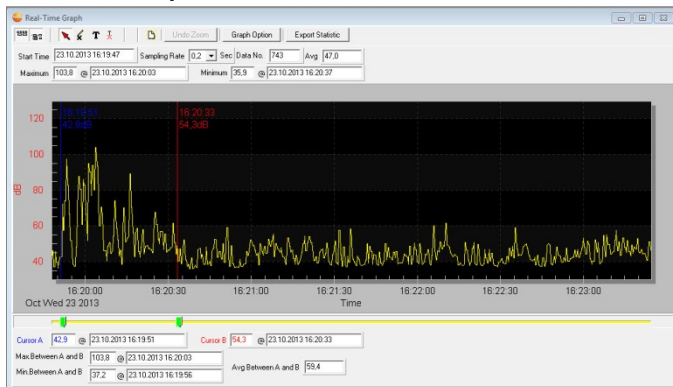 Real-Time Graph
Undo Zoom Graph Option Export Statistic
Start Time 23.10.2013 16:19:47 Sampling Rate 0,2 Sec Data No. 743 Avg 47,0
Maximum 103,8 @ 23.10.2013 16:20:03 Minimum 35,9 @ 23.10.2013 16:20:37
16:19:51 16:20:33
42,9dB 54,3dB
120
100
dB
80
60
40
16:20:00 16:20:30 16:21:00 16:21:30 16:22:00 16:22:30 16:23:00
Oct Wed 23 2013 Time
Cursor A 42,9 @ 23.10.2013 16:19:51 Cursor B 54,3 @ 23.10.2013 16:20:33
Max.Between A and B 103,8 @ 23.10.2013 16:20:03
Avg.Between A and B 59,4
Min.Between A and B 37,2 @ 23.10.2013 16:19:56